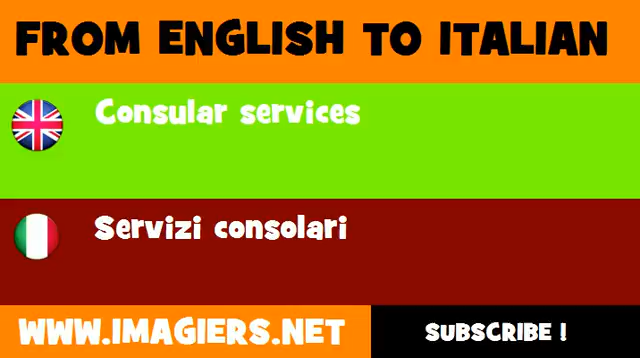 FROM ENGLISH TO ITALIAN
Consular services
Servizi consolari
WWW.IMAGIERS.NET
SUBSCRIBE !